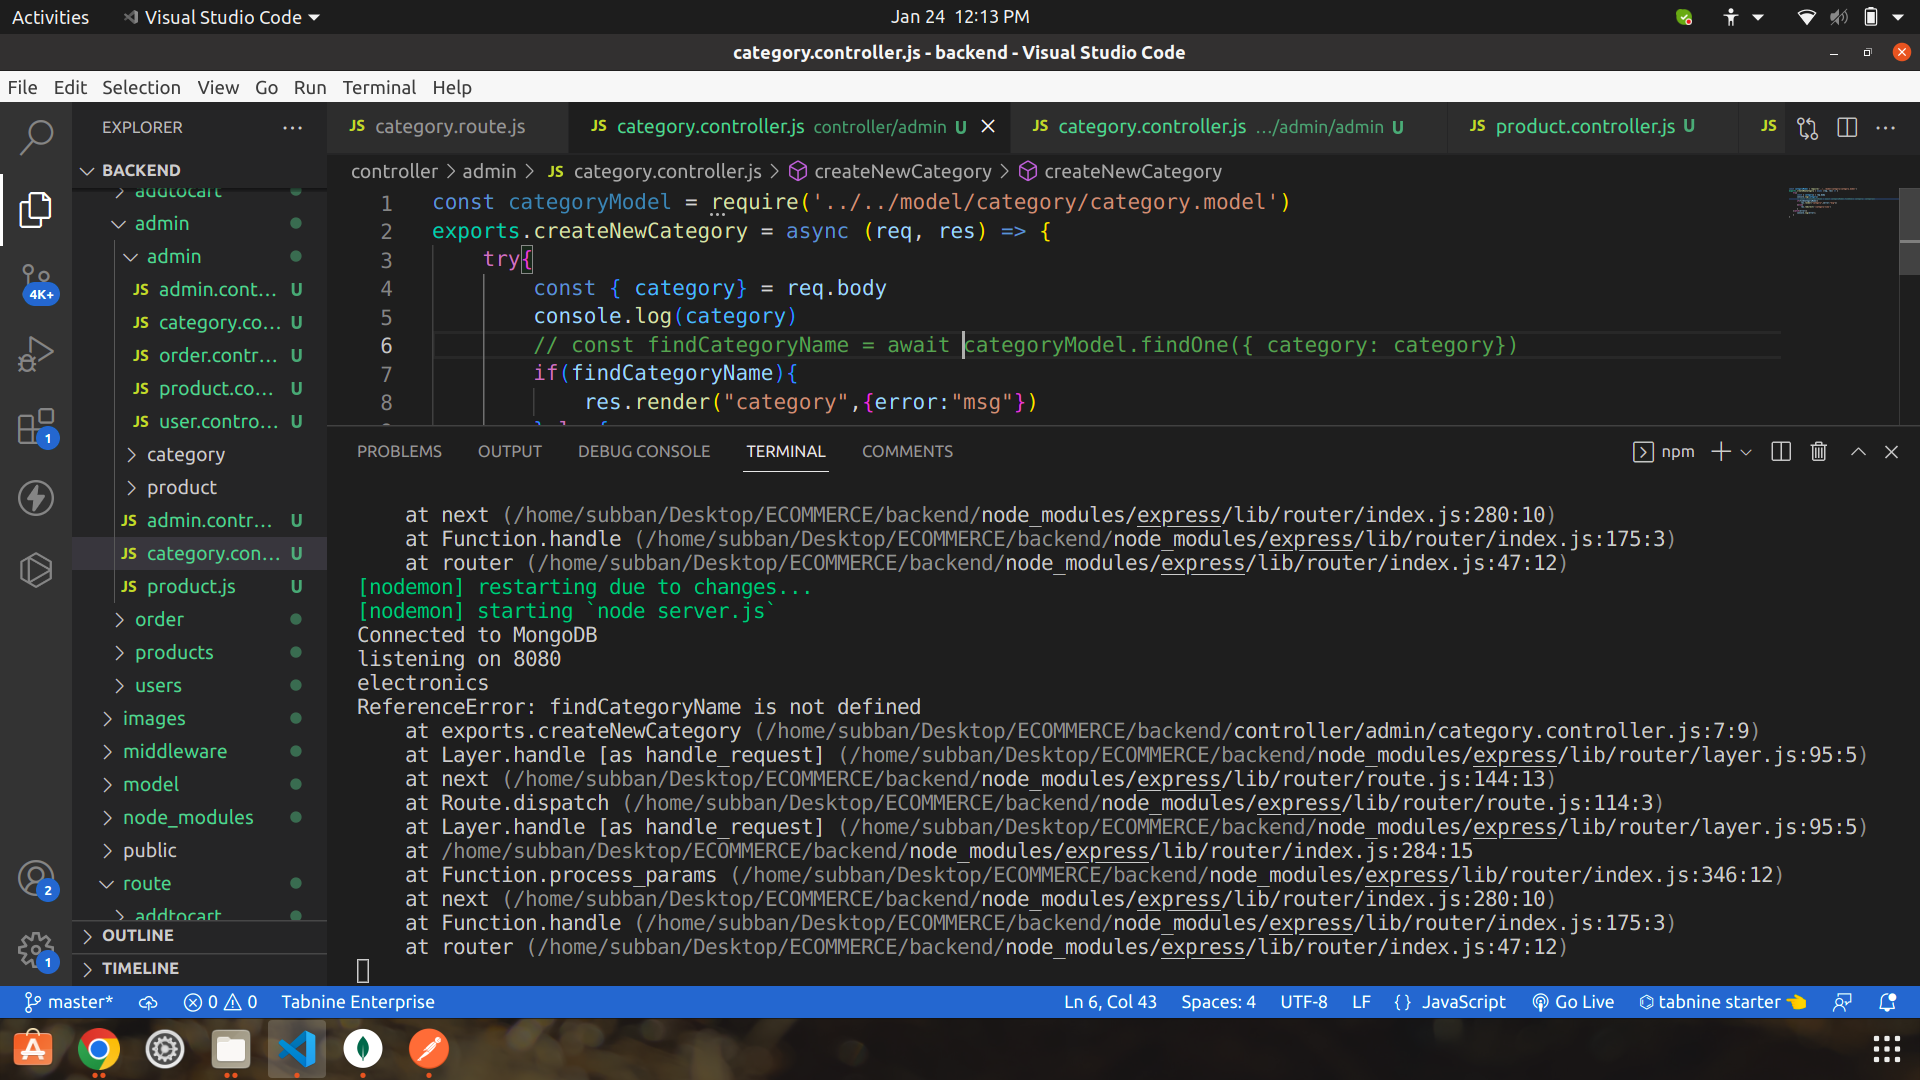 Activities
Visual Studio Code
Jan 24 12:13 PM
category.controller.js - backend - Visual Studio Code
File Edit Selection View Go Run Terminal Help
EXPLORER
JS category.route.js
JS category.controller.js controller/admin U
JS category.controller.js .../admin/admin U
JS product.controller.js U
JS
BACKEND
addtocart
admin
admin
JS admin.cont... U
JS category.co... U
JS order.contr... U
JS product.co... U
JS user.contro... U
category
product
JS admin.contr... U
JS category.con... U
JS product.js U
order
products
users
images
middleware
model
node_modules
public
route
addtocart
OUTLINE
TIMELINE
4K+
1
2
1
controller > admin > JS category.controller.js > createNewCategory > createNewCategory
1 const categoryModel = require('../../model/category/category.model')
2 exports.createNewCategory = async (req, res) => {
3 try{
4 const { category} = req.body
5 console.log(category)
6 // const findCategoryName = await categoryModel.findOne({ category: category})
7 if(findCategoryName){
8 res.render("category",{error:"msg"})
PROBLEMS OUTPUT DEBUG CONSOLE TERMINAL COMMENTS
npm
at next (/home/subban/Desktop/ECOMMERCE/backend/node_modules/express/lib/router/index.js:280:10)
at Function.handle (/home/subban/Desktop/ECOMMERCE/backend/node_modules/express/lib/router/index.js:175:3)
at router (/home/subban/Desktop/ECOMMERCE/backend/node_modules/express/lib/router/index.js:47:12)
[nodemon] restarting due to changes...
[nodemon] starting `node server.js`
Connected to MongoDB
listening on 8080
electronics
ReferenceError: findCategoryName is not defined
at exports.createNewCategory (/home/subban/Desktop/ECOMMERCE/backend/controller/admin/category.controller.js:7:9)
at Layer.handle [as handle_request] (/home/subban/Desktop/ECOMMERCE/backend/node_modules/express/lib/router/layer.js:95:5)
at next (/home/subban/Desktop/ECOMMERCE/backend/node_modules/express/lib/router/route.js:144:13)
at Route.dispatch (/home/subban/Desktop/ECOMMERCE/backend/node_modules/express/lib/router/route.js:114:3)
at Layer.handle [as handle_request] (/home/subban/Desktop/ECOMMERCE/backend/node_modules/express/lib/router/layer.js:95:5)
at /home/subban/Desktop/ECOMMERCE/backend/node_modules/express/lib/router/index.js:284:15
at Function.process_params (/home/subban/Desktop/ECOMMERCE/backend/node_modules/express/lib/router/index.js:346:12)
at next (/home/subban/Desktop/ECOMMERCE/backend/node_modules/express/lib/router/index.js:280:10)
at Function.handle (/home/subban/Desktop/ECOMMERCE/backend/node_modules/express/lib/router/index.js:175:3)
at router (/home/subban/Desktop/ECOMMERCE/backend/node_modules/express/lib/router/index.js:47:12)
master* 0 0 Tabnine Enterprise
Ln 6, Col 43 Spaces: 4 UTF-8 LF {} JavaScript Go Live tabnine starter